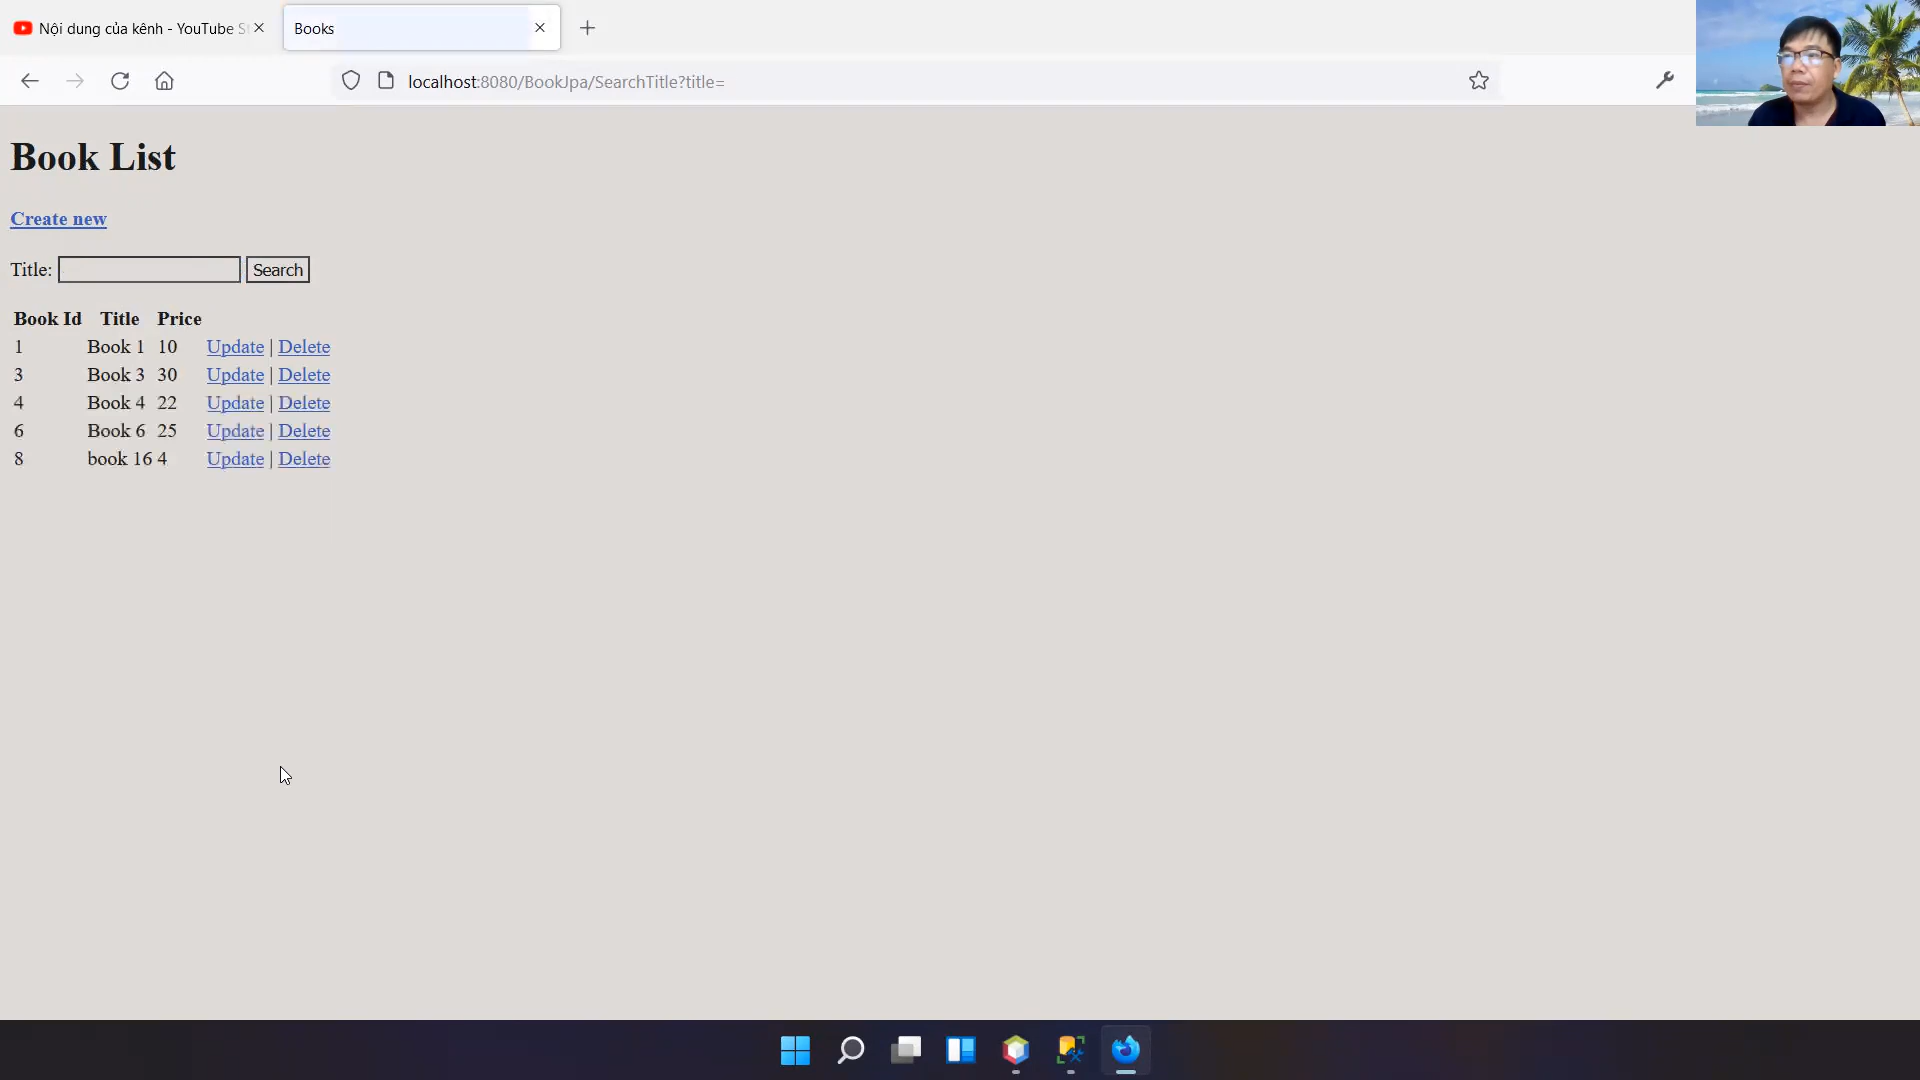 Nội dung của kênh - YouTube S
Books
localhost:8080/BookJpa/SearchTitle?title=
Book List
Create new
Title: Search
Book Id Title Price
1 Book 1 10 Update | Delete
3 Book 3 30 Update | Delete
4 Book 4 22 Update | Delete
6 Book 6 25 Update | Delete
8 book 16 4 Update | Delete